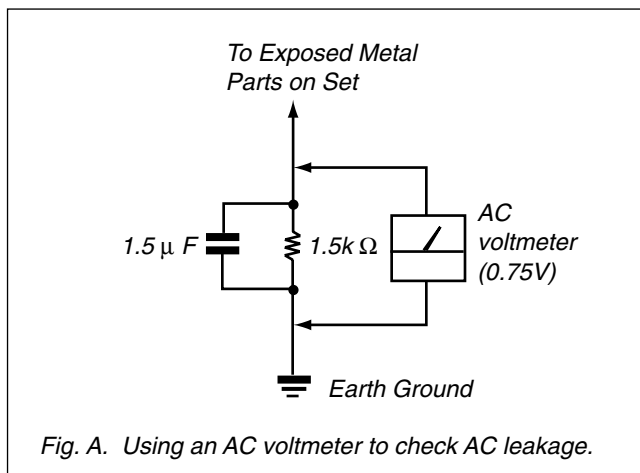 To Exposed Metal
Parts on Set
1.5 μ F
1.5k Ω
AC
voltmeter
(0.75V)
Earth Ground
Fig. A. Using an AC voltmeter to check AC leakage.